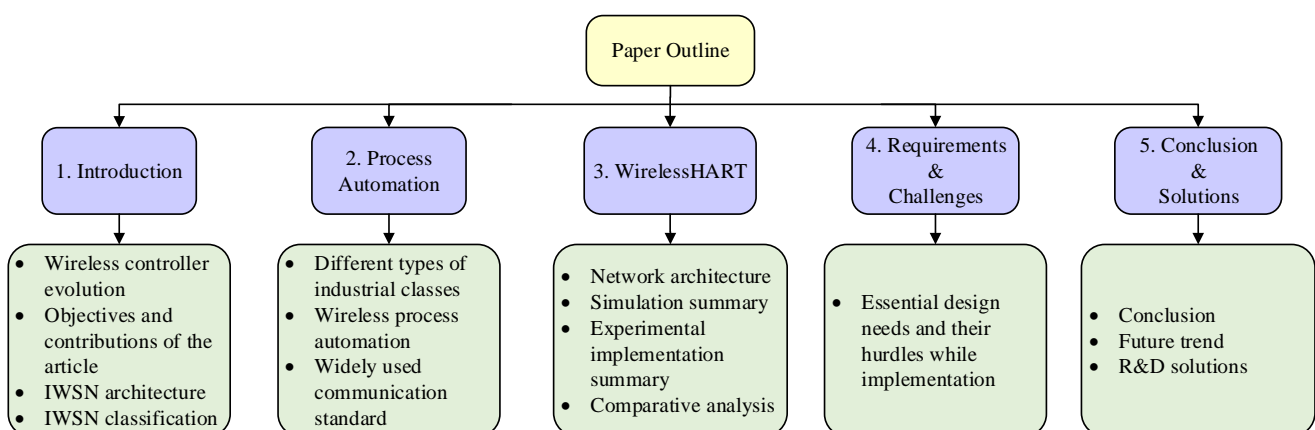 Paper Outline
1. Introduction
2. Process
Automation
3. WirelessHART
4. Requirements
&
Challenges
5. Conclusion
&
Solutions
• Wireless controller
evolution
• Objectives and
contributions of the
article
• IWSN architecture
• IWSN classification
• Different types of
industrial classes
• Wireless process
automation
• Widely used
communication
standard
• Network architecture
• Simulation summary
• Experimental
implementation
summary
• Comparative analysis
• Essential design
needs and their
hurdles while
implementation
• Conclusion
• Future trend
• R&D solutions